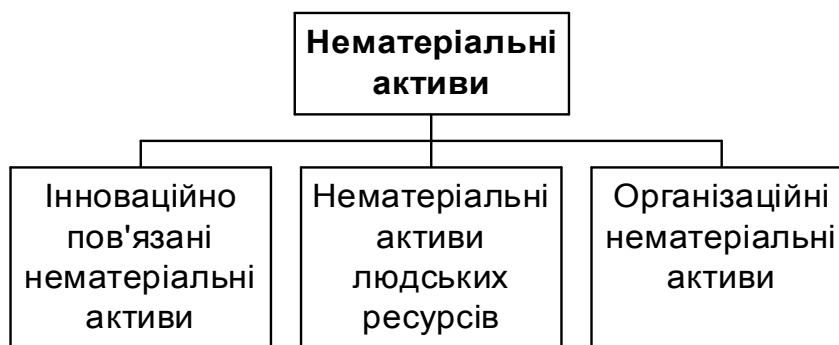 Нематеріальні
активи
Інноваційно
пов'язані
нематеріальні
активи
Нематеріальні
активи
людських
ресурсів
Організаційні
нематеріальні
активи